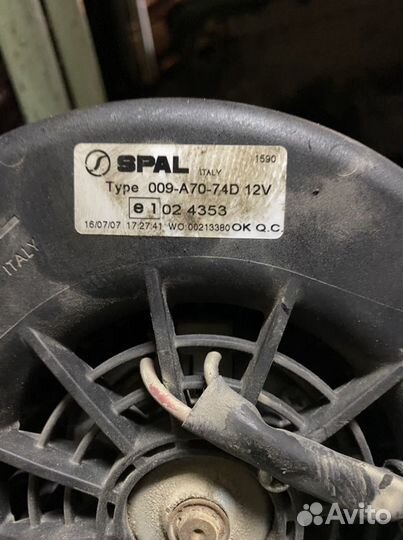 SPAL ITALY 1590
Type 009-A70-74D 12V
e1 02 4353
16/07/07 17:27:41 WO:00213380 OK Q.C
ITALY
Avito